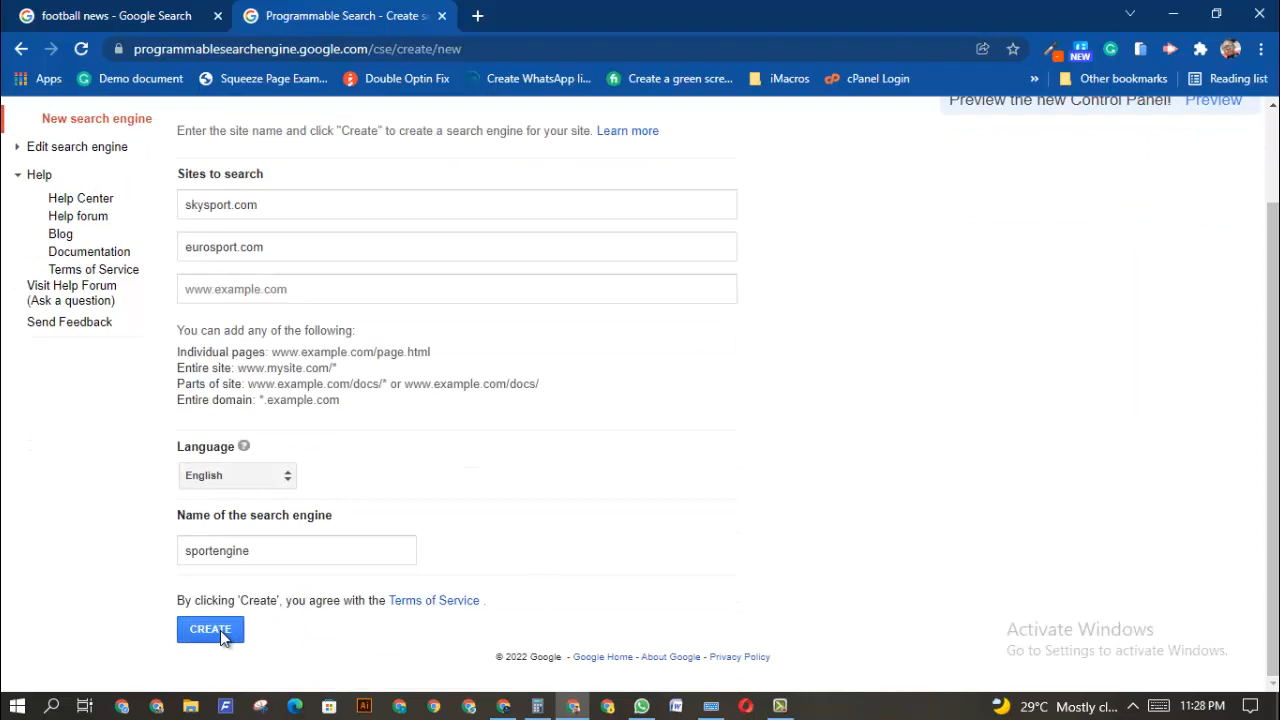 football news - Google Search
Programmable Search - Create s
programmablesearchengine.google.com/cse/create/new
NEW
Apps
Demo document
Squeeze Page Exam...
Double Optin Fix
Create WhatsApp li...
Create a green scre...
iMacros
cPanel Login
»
Other bookmarks
Reading list
New search engine
Preview the new Control Panel! Preview
Enter the site name and click "Create" to create a search engine for your site. Learn more
Edit search engine
Help
Help Center
Help forum
Blog
Documentation
Terms of Service
Visit Help Forum
(Ask a question)
Send Feedback
Sites to search
skysport.com
eurosport.com
www.example.com
You can add any of the following:
Individual pages: www.example.com/page.html
Entire site: www.mysite.com/*
Parts of site: www.example.com/docs/* or www.example.com/docs/
Entire domain: *.example.com
Language
English
Name of the search engine
sportengine
By clicking 'Create', you agree with the Terms of Service .
CREATE
© 2022 Google - Google Home - About Google - Privacy Policy
Activate Windows
Go to Settings to activate Windows.
29°C Mostly cl...
11:28 PM